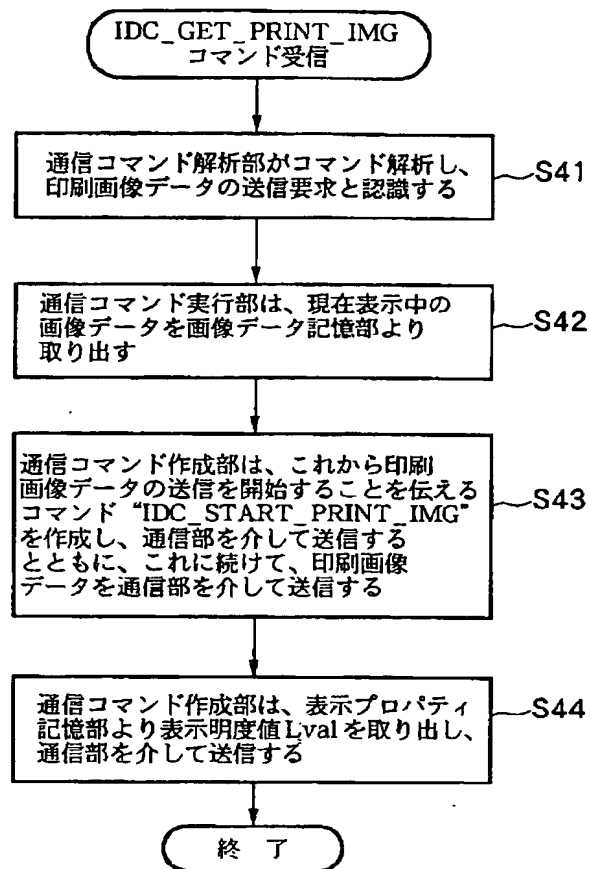 IDC_GET_PRINT_IMG
コマンド受信
通信コマンド解析部がコマンド解析し、
印刷画像データの送信要求と認識する
S41
通信コマンド実行部は、現在表示中の
画像データを画像データ記憶部より
取り出す
S42
通信コマンド作成部は、これから印刷
画像データの送信を開始することを伝える
コマンド“IDC_START_PRINT_IMG”
を作成し、通信部を介して送信する
とともに、これに続けて、印刷画像
データを通信部を介して送信する
S43
通信コマンド作成部は、表示プロパティ
記憶部より表示明度値Lvalを取り出し、
通信部を介して送信する
S44
終 了